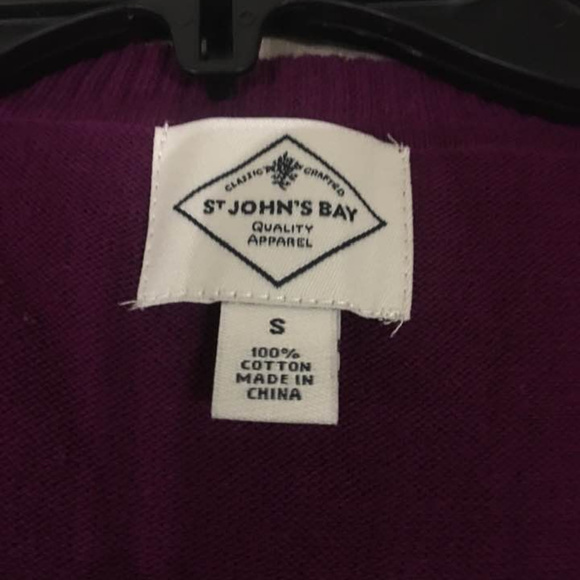 CLASSIC CRAFTED
ST JOHN'S BAY
QUALITY
APPAREL
S
100%
COTTON
MADE IN
CHINA